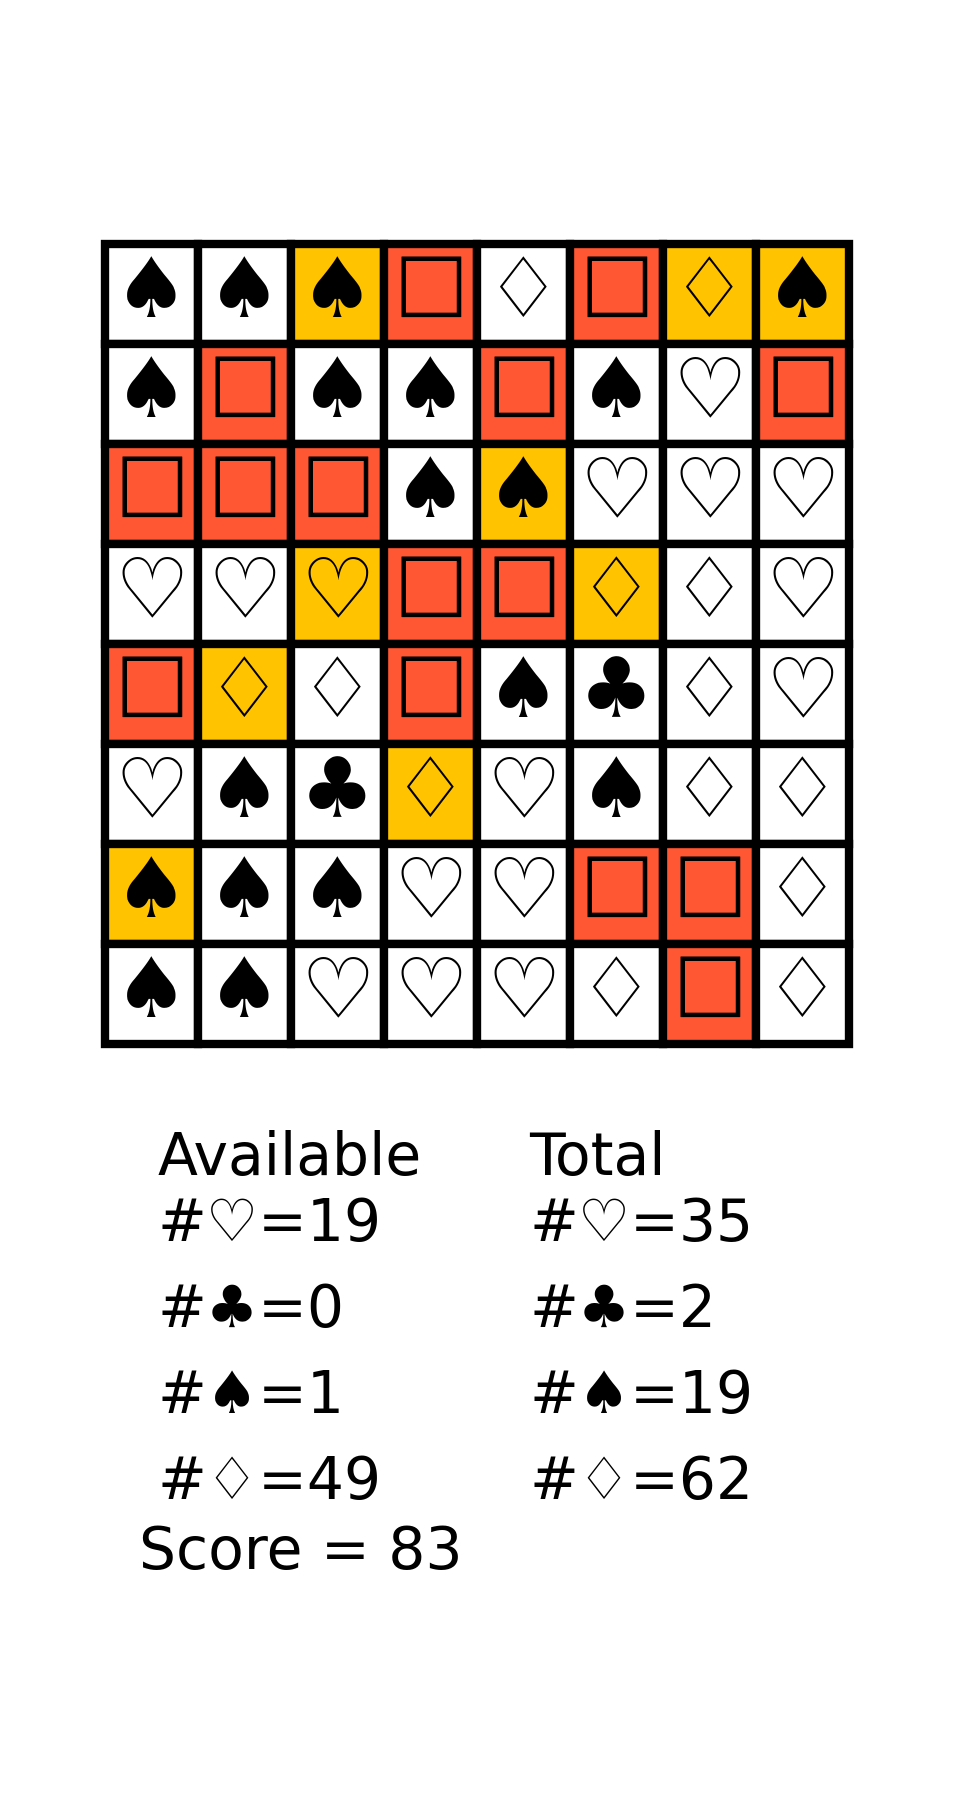 ♠ ♠ ♠ □ ♢ □ ♢ ♠
♠ □ ♠ ♠ □ ♠ ♡ □
□ □ □ ♠ ♠ ♡ ♡ ♡
♡ ♡ ♡ □ □ ♢ ♢ ♡
□ ♢ ♢ □ ♠ ♣ ♢ ♡
♡ ♠ ♣ ♢ ♡ ♠ ♢ ♢
♠ ♠ ♠ ♡ ♡ □ □ ♢
♠ ♠ ♡ ♡ ♡ ♢ □ ♢
Available Total
#♡=19 #♡=35
#♣=0 #♣=2
#♠=1 #♠=19
#♢=49 #♢=62
Score = 83